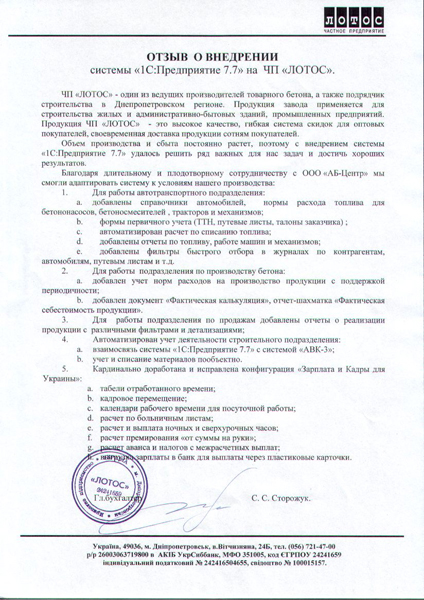 ЛОТОС
ЧАСТНОЕ ПРЕДПРИЯТИЕ
ОТЗЫВ О ВНЕДРЕНИИ
системы «1С:Предприятие 7.7» на ЧП «ЛОТОС».
ЧП «ЛОТОС» - один из ведущих производителей товарного бетона, а также подрядчик
строительства в Днепропетровском регионе. Продукция завода применяется для
строительства жилых и административно-бытовых зданий, промышленных предприятий.
Продукция ЧП «ЛОТОС» - это высокое качество, гибкая система скидок для оптовых
покупателей, своевременная доставка продукции сотням покупателей.
Объем производства и сбыта постоянно растет, поэтому с внедрением системы
«1С:Предприятие 7.7» удалось решить ряд важных для нас задач и достичь хороших
результатов.
Благодаря длительному и плодотворному сотрудничеству с ООО «АБ-Центр» мы
смогли адаптировать систему к условиям нашего производства:
1. Для работы автотранспортного подразделения:
a. добавлены справочники автомобилей, нормы расхода топлива для
бетононасосов, бетоносмесителей , тракторов и механизмов;
b. формы первичного учета (ТТН, путевые листы, талоны заказчика) ;
c. автоматизирован расчет по списанию топлива;
d. добавлены отчеты по топливу, работе машин и механизмов;
e. добавлены фильтры быстрого отбора в журналах по контрагентам,
автомобилям, путевым листам и т.д.
2. Для работы подразделения по производству бетона:
a. добавлен учет норм расходов на производство продукции с поддержкой
периодичности;
b. добавлен документ «Фактическая калькуляция», отчет-шахматка «Фактическая
себестоимость продукции».
3. Для работы подразделения по продажам добавлены отчеты о реализации
продукции с различными фильтрами и детализациями;
4. Автоматизирован учет деятельности строительного подразделения:
a. взаимосвязь системы «1С:Предприятие 7.7» с системой «АВК-3»;
b. учет и списание материалов пообъектно.
5. Кардинально доработана и исправлена конфигурация «Зарплата и Кадры для
Украины»:
a. табели отработанного времени;
b. кадровое перемещение;
c. календари рабочего времени для посуточной работы;
d. расчет по больничным листам;
e. расчет и выплата ночных и сверхурочных часов;
f. расчет премирования «от суммы на руки»;
g. расчет аванса и налогов с межрасчетных выплат;
зарплаты в банк для выплаты через пластиковые карточки.
«ЛОТОС»
24241659
Гл.бухгалтер С. С. Сторожук.
Україна, 49036, м. Дніпропетровськ, в.Вітчизняна, 24Б, тел. (056) 721-47-00
р/р 26003063719800 в АКІБ УкрСиббанк, МФО 351005, код ЄГРПОУ 24241659
індивідуальний податковий № 242416504655, свідоцтво № 100015157.